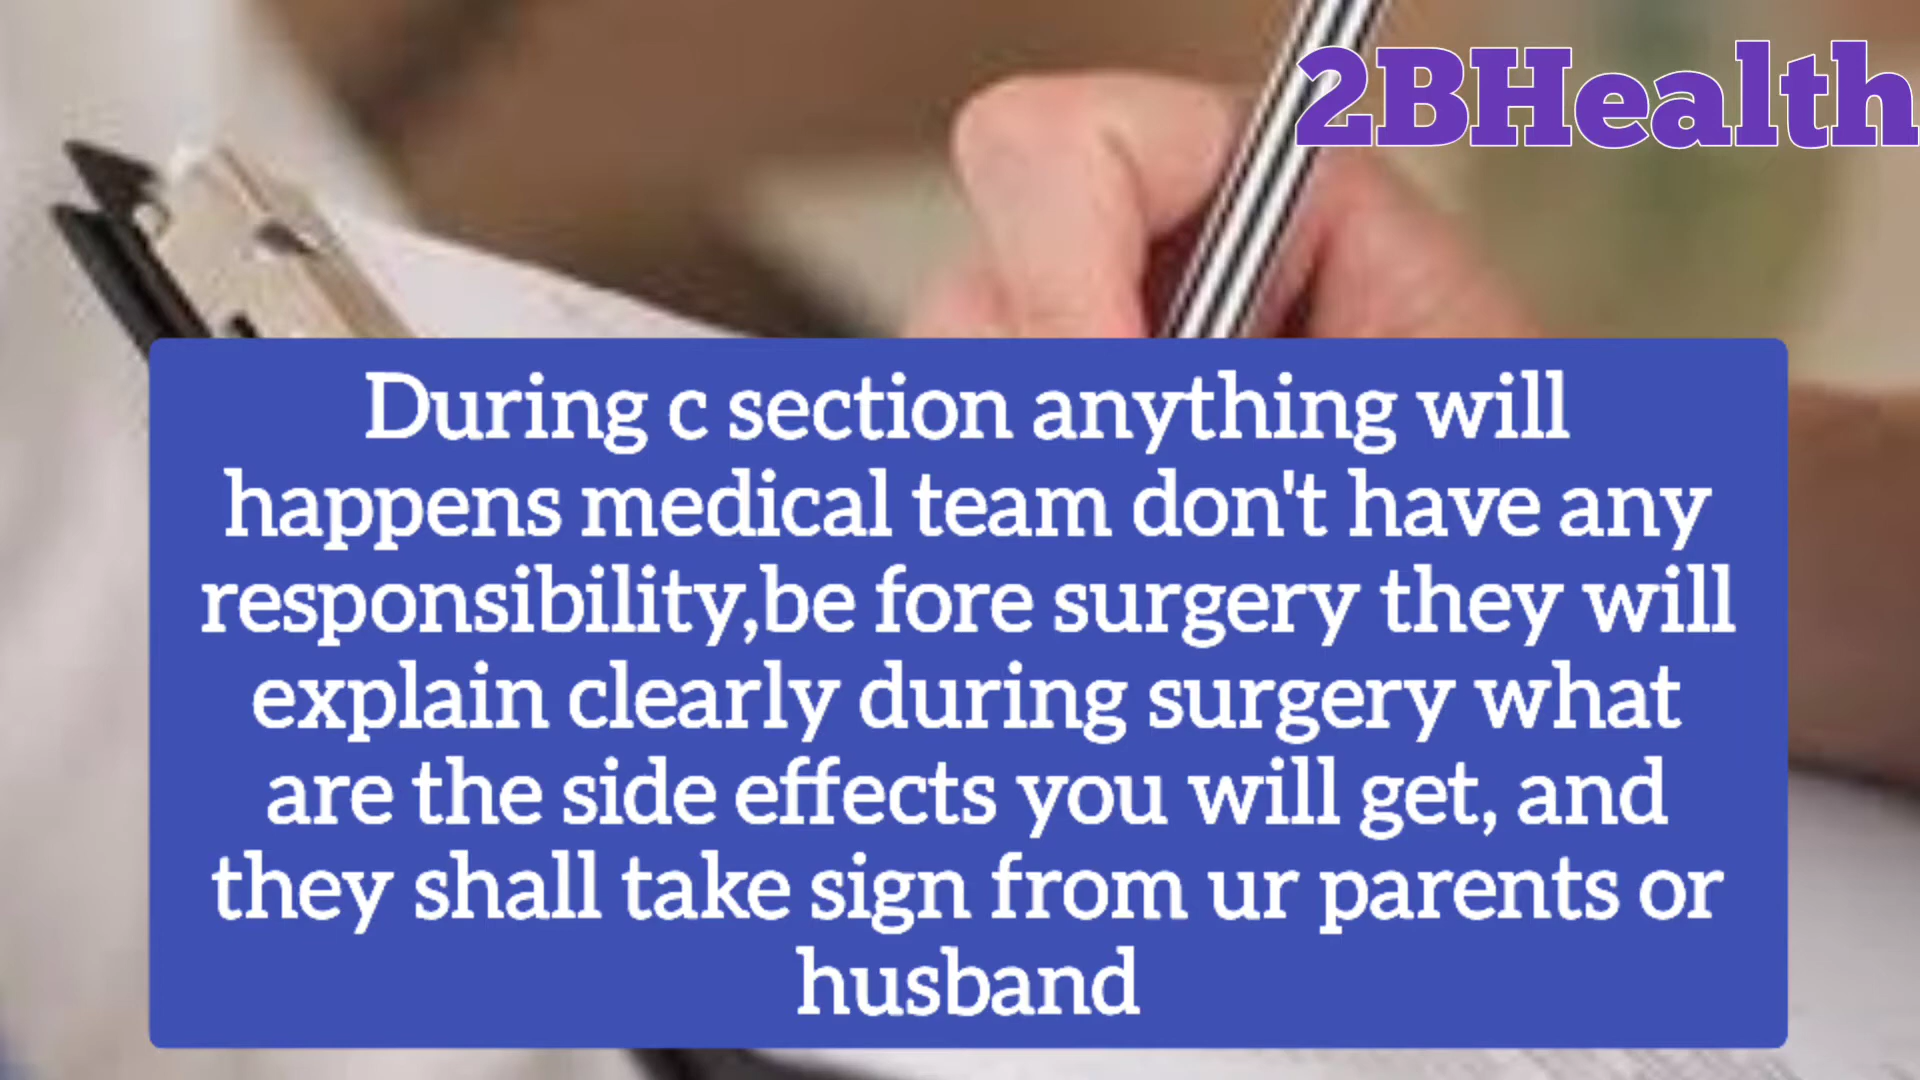 2BHealth
During c section anything will
happens medical team don't have any
responsibility,be fore surgery they will
explain clearly during surgery what
are the side effects you will get, and
they shall take sign from ur parents or
husband